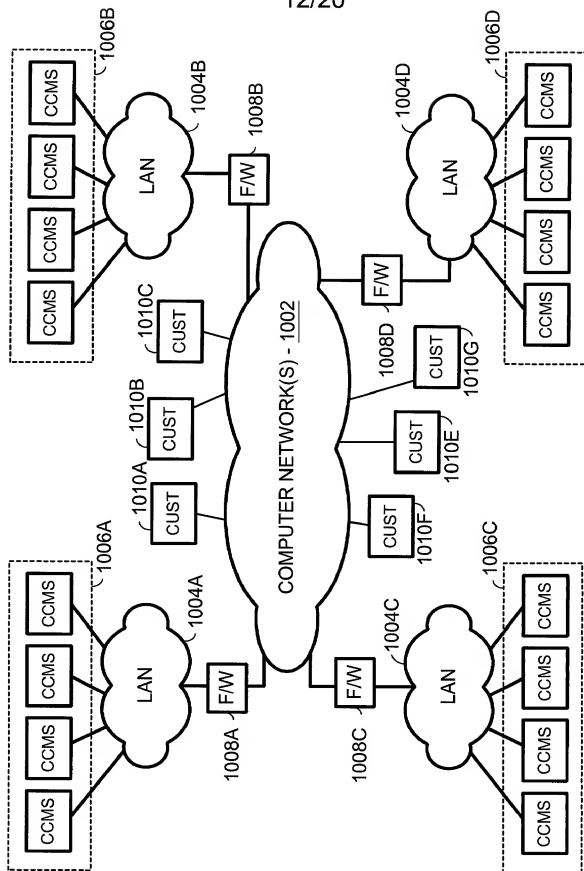 12/20
1006A
CCMS
CCMS
CCMS
CCMS
LAN
1004A
F/W
1008A
1006B
CCMS
CCMS
CCMS
CCMS
LAN
1004B
F/W
1008B
1010A
CUST
1010B
CUST
1010C
CUST
COMPUTER NETWORK(S) - 1002
CUST
1010F
CUST
1010E
CUST
1010G
F/W
1008C
LAN
1004C
1006C
CCMS
CCMS
CCMS
CCMS
F/W
1008D
LAN
1004D
1006D
CCMS
CCMS
CCMS
CCMS